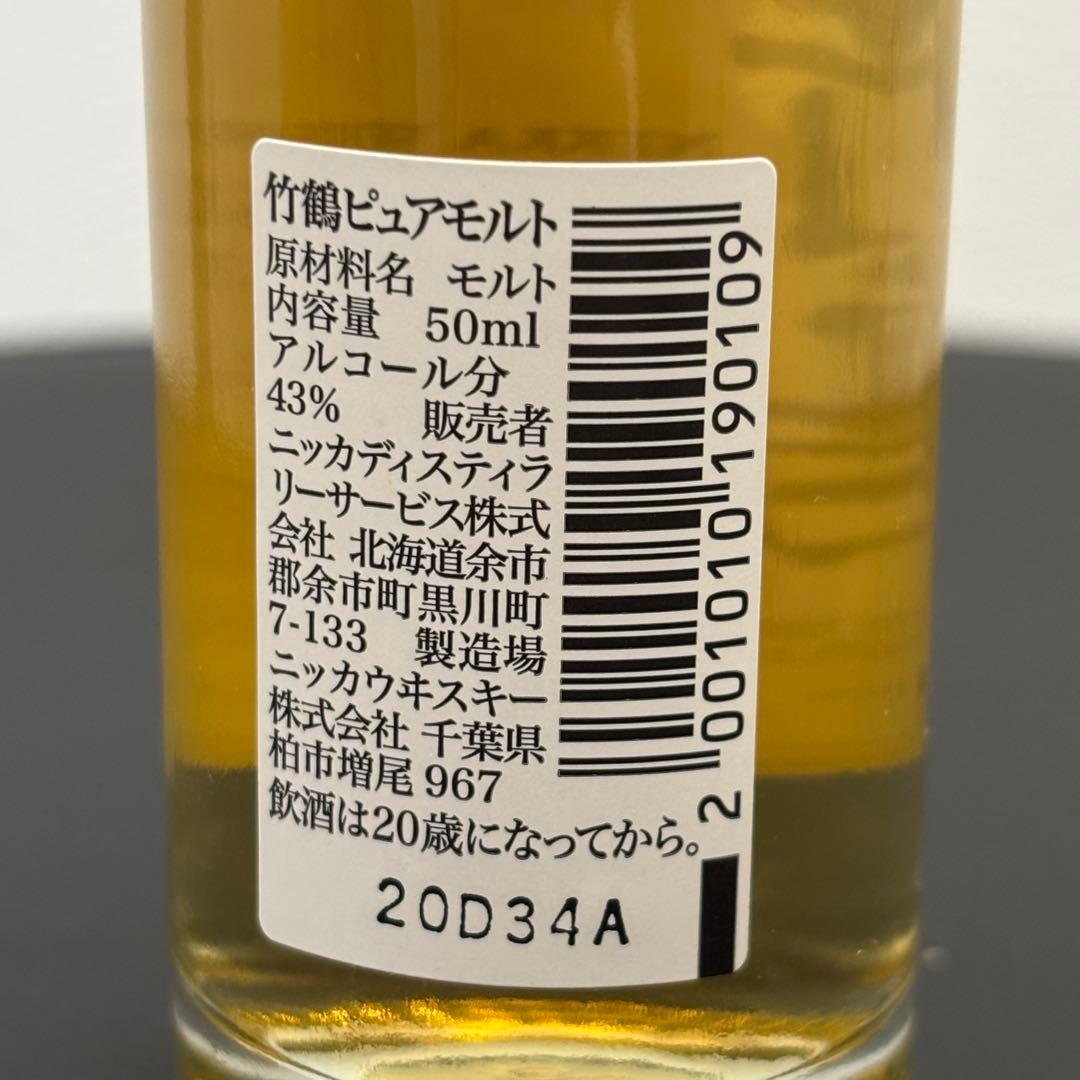 竹鶴ピュアモルト
原材料名 モルト
内容量 50ml
アルコール分
43% 販売者
ニッカディスティラ
リーサービス株式
会社 北海道余市
郡余市町黒川町
7-133 製造場
ニッカウヰスキー
株式会社 千葉県
柏市増尾 967
飲酒は20歳になってから。
20D34A
2 001010 190109